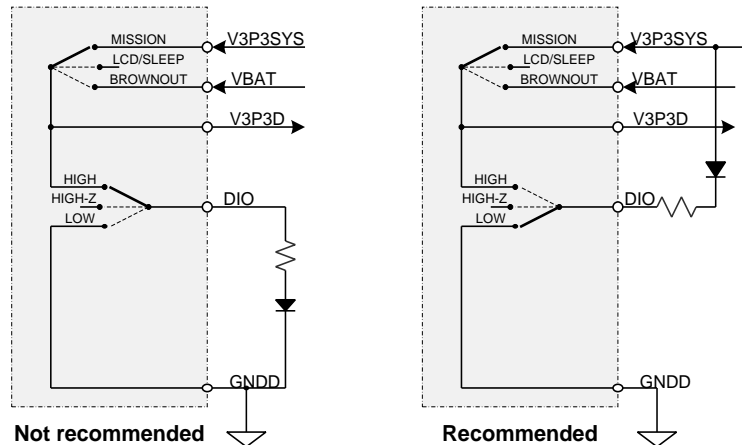 MISSION
V3P3SYS
LCD/SLEEP
BROWNOUT
VBAT
V3P3D
HIGH
HIGH-Z
LOW
DIO
GNDD
Not recommended
MISSION
V3P3SYS
LCD/SLEEP
BROWNOUT
VBAT
V3P3D
HIGH
HIGH-Z
LOW
DIO
GNDD
Recommended